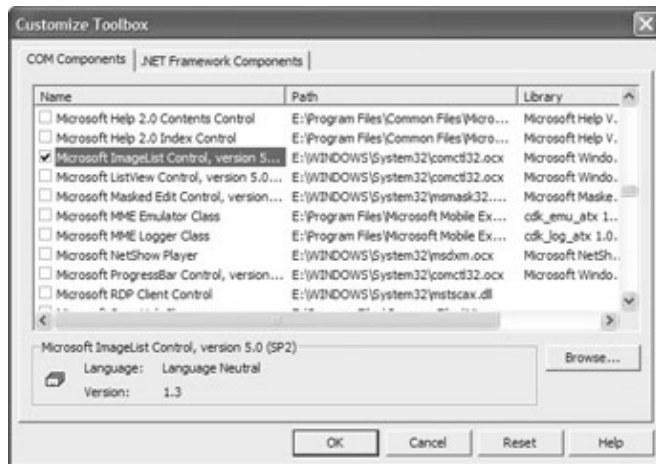 Customize Toolbox
COM Components .NET Framework Components
Name Path Library
Microsoft Help 2.0 Contents Control E:\Program Files\Common Files\Micro... Microsoft Help V.
Microsoft Help 2.0 Index Control E:\Program Files\Common Files\Micro... Microsoft Help V.
Microsoft ImageList Control, version 5... E:\WINDOWS\System32\comctl32.ocx Microsoft Windo.
Microsoft ListView Control, version 5.0... E:\WINDOWS\System32\comctl32.ocx Microsoft Windo.
Microsoft Masked Edit Control, version... E:\WINDOWS\System32\msmask32.... Microsoft Maske.
Microsoft MME Emulator Class E:\Program Files\Microsoft Mobile Ex... cdk_emu_atx 1..
Microsoft MME Logger Class E:\Program Files\Microsoft Mobile Ex... cdk_log_atx 1.0.
Microsoft NetShow Player E:\WINDOWS\System32\msdxm.ocx Microsoft NetSh..
Microsoft ProgressBar Control, version... E:\WINDOWS\System32\comctl32.ocx Microsoft Windo.
Microsoft RDP Client Control E:\WINDOWS\System32\mstscax.dll
Microsoft ImageList Control, version 5.0 (SP2)
Language: Language Neutral
Version: 1.3
Browse...
OK Cancel Reset Help